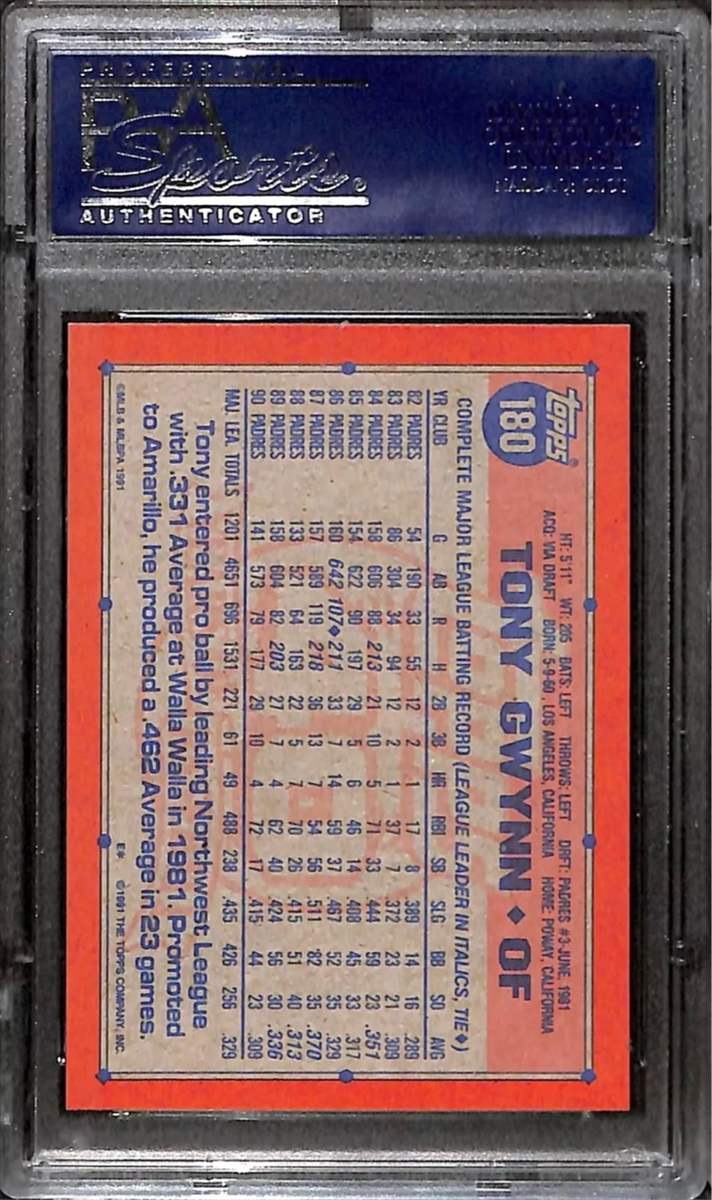 PROFESSIONAL
PSA
Sports
AUTHENTICATOR
A
DIVISION OF
COLLECTORS
UNIVERSE
NASDAQ: CLCT
topps®
180
HT: 5'11" WT: 205 BATS: LEFT THROWS: LEFT DRFT: PADRES #3-JUNE, 1981
ACQ: VIA DRAFT BORN: 5-9-60, LOS ANGELES, CALIFORNIA HOME: POWAY, CALIFORNIA
TONY GWYNN ♦ OF
COMPLETE MAJOR LEAGUE BATTING RECORD (LEAGUE LEADER IN ITALICS, TIE♦)
YR CLUB G AB R H 2B 3B HR RBI SB SLG BB SO AVG
82 PADRES 54 190 33 55 12 2 1 17 8 .389 14 16 .289
83 PADRES 86 304 34 94 12 2 1 37 7 .372 23 21 .309
84 PADRES 158 606 88 213 21 10 5 71 33 .444 59 23 .351
85 PADRES 154 622 90 197 29 5 6 46 14 .408 45 33 .317
86 PADRES 160 642 107♦ 211 33 7 14 59 37 .467 52 35 .329
87 PADRES 157 589 119 218 36 13 7 54 56 .511 82 35 .370
88 PADRES 133 521 64 163 22 5 7 70 26 .415 51 40 .313
89 PADRES 158 604 82 203 27 7 4 62 40 .424 56 30 .336
90 PADRES 141 573 79 177 29 10 4 72 17 .415 44 23 .309
MAJ. LEA. TOTALS 1201 4651 696 1531 221 61 49 488 238 .435 426 256 .329
Tony entered pro ball by leading Northwest League
with .331 Average at Walla Walla in 1981. Promoted
to Amarillo, he produced a .462 Average in 23 games.
©MLB & MLBPA 1991 E* ©1991 THE TOPPS COMPANY, INC.